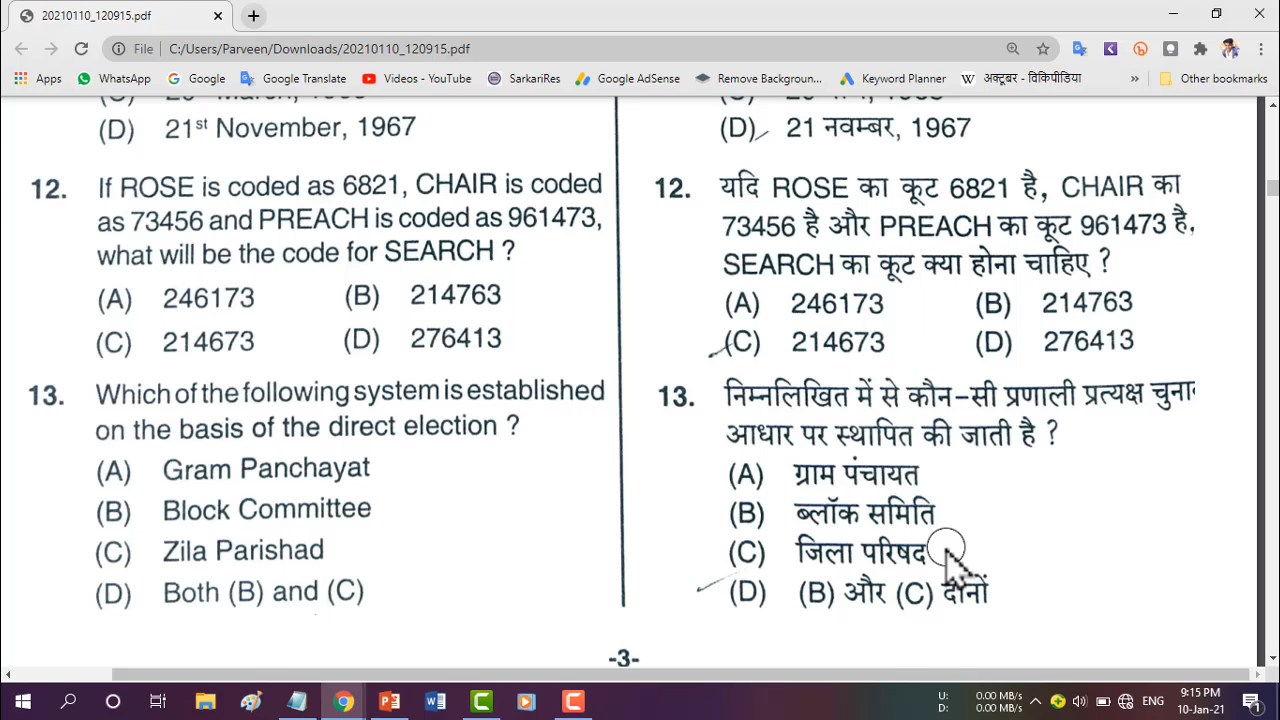 20210110_120915.pdf
File C:/Users/Parveen/Downloads/20210110_120915.pdf
Apps WhatsApp Google Google Translate Videos - YouTube SarkariRes Google AdSense Remove Backgroun... Keyword Planner अक्टूबर - विकिपीडिया » Other bookmarks
(D) 21st November, 1967
12. If ROSE is coded as 6821, CHAIR is coded
as 73456 and PREACH is coded as 961473,
what will be the code for SEARCH ?
(A) 246173 (B) 214763
(C) 214673 (D) 276413
13. Which of the following system is established
on the basis of the direct election ?
(A) Gram Panchayat
(B) Block Committee
(C) Zila Parishad
(D) Both (B) and (C)
(D) 21 नवम्बर, 1967
12. यदि ROSE का कूट 6821 है, CHAIR का
73456 है और PREACH का कूट 961473 है,
SEARCH का कूट क्या होना चाहिए ?
(A) 246173 (B) 214763
(C) 214673 (D) 276413
13. निम्नलिखित में से कौन-सी प्रणाली प्रत्यक्ष
आधार पर स्थापित की जाती है ?
(A) ग्राम पंचायत
(B) ब्लॉक समिति
(C) जिला परिषद
(D) (B) और (C) दोनों
-3-
U: 0.00 MB/s
D: 0.00 MB/s
ENG
9:15 PM
10-Jan-21